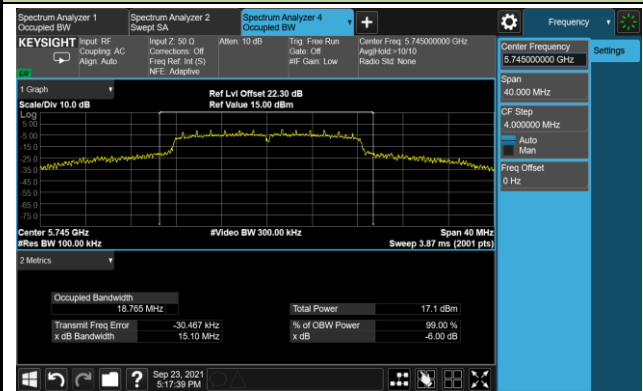 Spectrum Analyzer 1
Occupied BW
Spectrum Analyzer 2
Swept SA
Spectrum Analyzer 4
Occupied BW
Frequency
KEYSIGHT
Input: RF
Coupling: AC
Align: Auto
Input Z: 50 Ω
Corrections: Off
Freq Ref: Int (S)
NFE: Adaptive
Atten: 10 dB
Trig: Free Run
Gate: Off
#IF Gain: Low
Center Freq: 5.745000000 GHz
Avg|Hold:>10/10
Radio Std: None
LV
Center Frequency
5.745000000 GHz
Settings
Span
40.000 MHz
CF Step
4.000000 MHz
Auto
Man
Freq Offset
0 Hz
1 Graph
Scale/Div 10.0 dB
Ref Lvl Offset 22.30 dB
Ref Value 15.00 dBm
Log
5.00
-5.00
-15.0
-25.0
-35.0
-45.0
-55.0
-65.0
-75.0
Center 5.745 GHz
#Res BW 100.00 kHz
#Video BW 300.00 kHz
Span 40 MHz
Sweep 3.87 ms (2001 pts)
2 Metrics
Occupied Bandwidth
18.765 MHz
Total Power 17.1 dBm
Transmit Freq Error -30.467 kHz
% of OBW Power 99.00 %
x dB Bandwidth 15.10 MHz
x dB -6.00 dB
?
Sep 23, 2021
5:17:39 PM